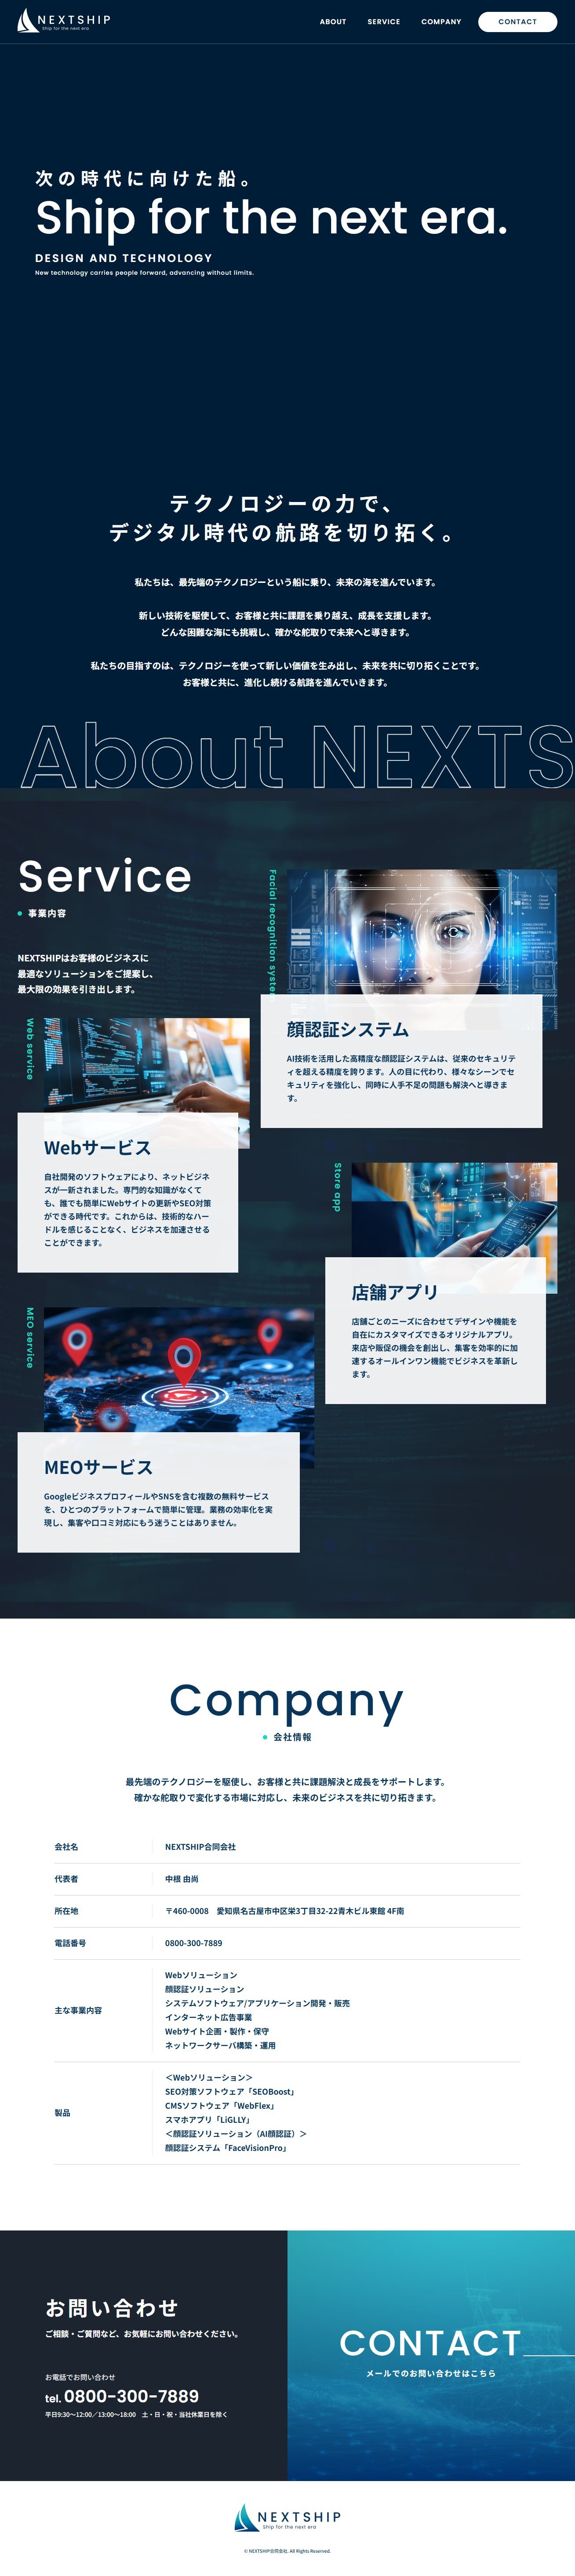 NEXTSHIP
Ship for the next era
ABOUT
SERVICE
COMPANY
CONTACT
次の時代に向けた船。
Ship for the next era.
DESIGN AND TECHNOLOGY
New technology carries people forward, advancing without limits.
テクノロジーの力で、
デジタル時代の航路を切り拓く。
私たちは、最先端のテクノロジーという船に乗り、未来の海を進んでいます。
新しい技術を駆使して、お客様と共に課題を乗り越え、成長を支援します。
どんな困難な海にも挑戦し、確かな舵取りで未来へと導きます。
私たちの目指すのは、テクノロジーを使って新しい価値を生み出し、未来を共に切り拓くことです。
お客様と共に、進化し続ける航路を進んでいきます。
About NEXTS
Service
事業内容
NEXTSHIPはお客様のビジネスに
最適なソリューションをご提案し、
最大限の効果を引き出します。
Facial recognition system
顔認証システム
AI技術を活用した高精度な顔認証システムは、従来のセキュリテ
ィを超える精度を誇ります。人の目に代わり、様々なシーンでセ
キュリティを強化し、同時に人手不足の問題も解決へと導きま
す。
Web service
Webサービス
自社開発のソフトウェアにより、ネットビジネ
スが一新されました。専門的な知識がなくて
も、誰でも簡単にWebサイトの更新やSEO対策
ができる時代です。これからは、技術的なハー
ドルを感じることなく、ビジネスを加速させる
ことができます。
Store app
店舗アプリ
店舗ごとのニーズに合わせてデザインや機能を
自在にカスタマイズできるオリジナルアプリ。
来店や販促の機会を創出し、集客を効率的に加
速するオールインワン機能でビジネスを革新し
ます。
MEO service
MEOサービス
GoogleビジネスプロフィールやSNSを含む複数の無料サービス
を、ひとつのプラットフォームで簡単に管理。業務の効率化を実
現し、集客や口コミ対応にもう迷うことはありません。
Company
会社情報
最先端のテクノロジーを駆使し、お客様と共に課題解決と成長をサポートします。
確かな舵取りで変化する市場に対応し、未来のビジネスを共に切り拓きます。
会社名
NEXTSHIP合同会社
代表者
中根 由尚
所在地
〒460-0008　愛知県名古屋市中区栄3丁目32-22青木ビル東館 4F南
電話番号
0800-300-7889
主な事業内容
Webソリューション
顔認証ソリューション
システムソフトウェア/アプリケーション開発・販売
インターネット広告事業
Webサイト企画・製作・保守
ネットワークサーバ構築・運用
製品
＜Webソリューション＞
SEO対策ソフトウェア「SEOBoost」
CMSソフトウェア「WebFlex」
スマホアプリ「LiGLLY」
＜顔認証ソリューション（AI顔認証）＞
顔認証システム「FaceVisionPro」
お問い合わせ
ご相談・ご質問など、お気軽にお問い合わせください。
お電話でお問い合わせ
tel. 0800-300-7889
平日9:30〜12:00／13:00〜18:00　土・日・祝・当社休業日を除く
CONTACT
メールでのお問い合わせはこちら
NEXTSHIP
Ship for the next era
© NEXTSHIP合同会社. All Rights Reserved.